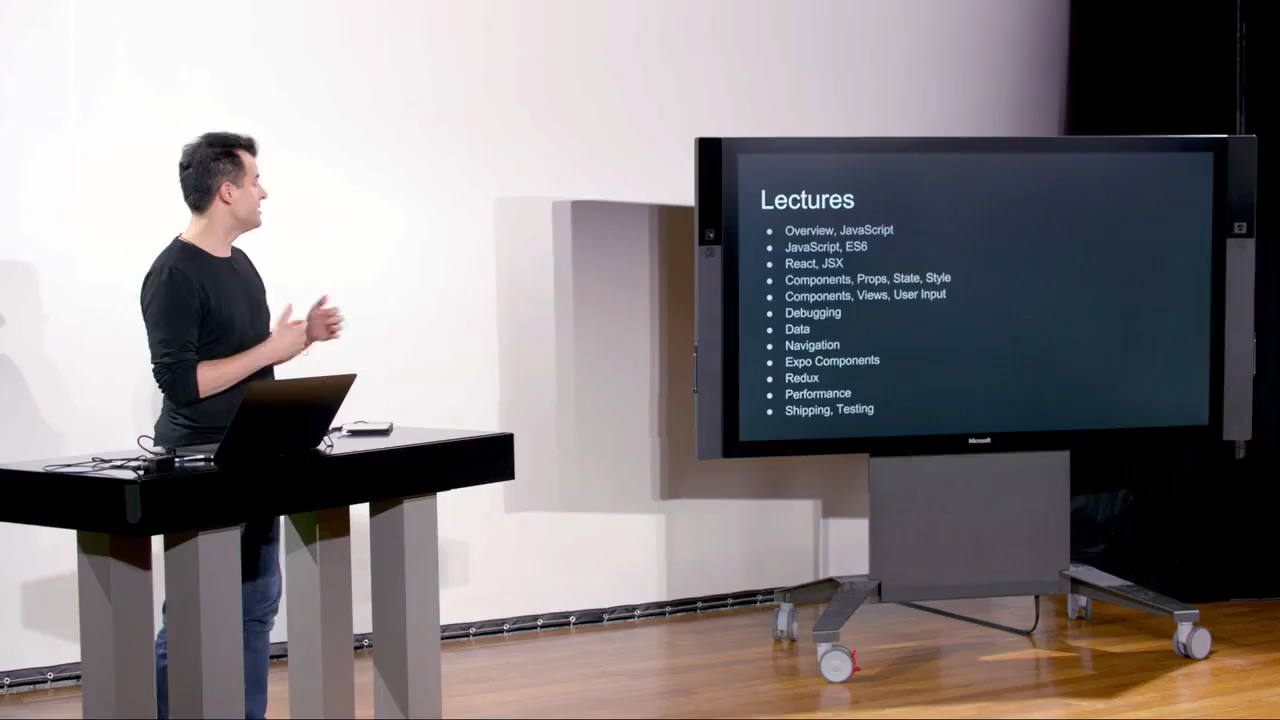 Lectures
● Overview, JavaScript
● JavaScript, ES6
● React, JSX
● Components, Props, State, Style
● Components, Views, User Input
● Debugging
● Data
● Navigation
● Expo Components
● Redux
● Performance
● Shipping, Testing
Microsoft